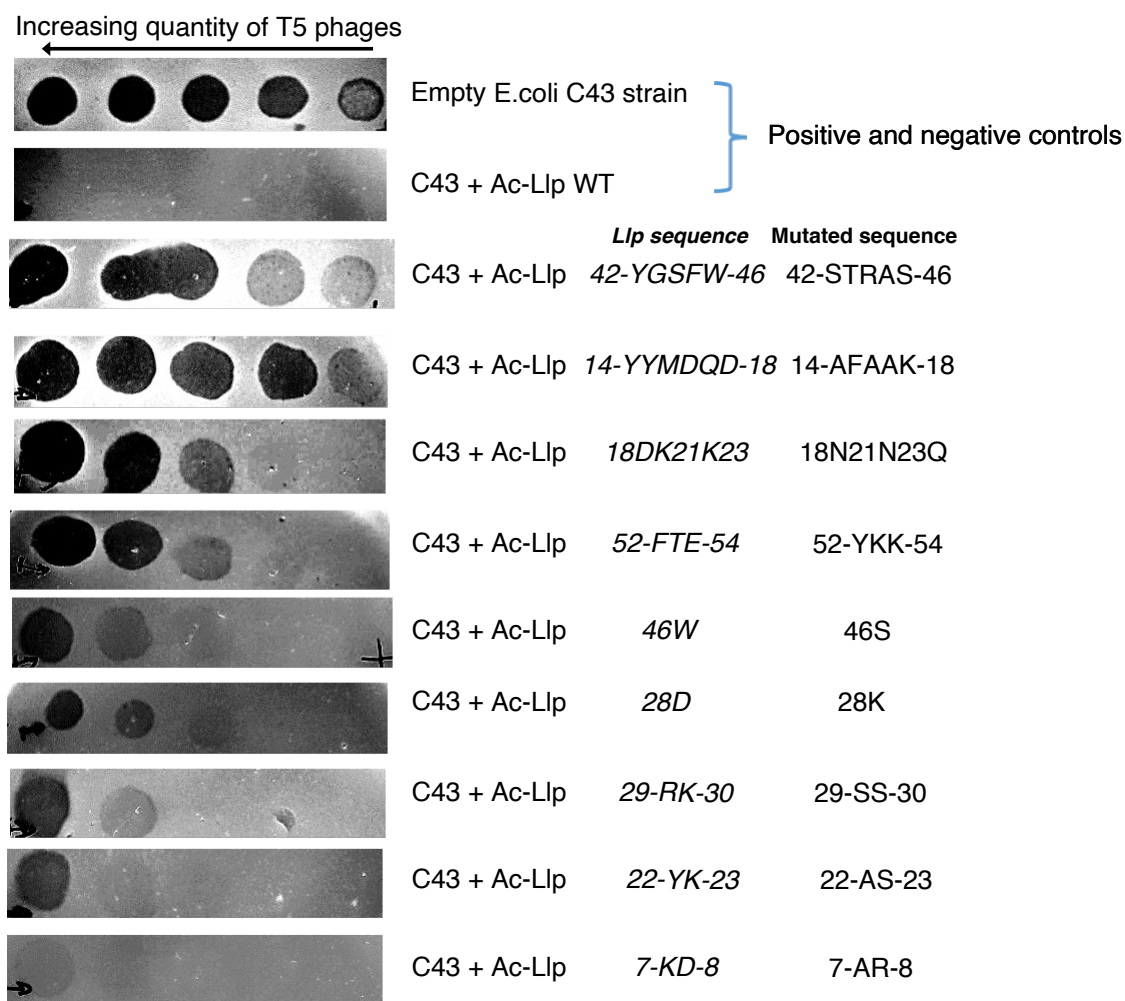 Increasing quantity of T5 phages
Empty E.coli C43 strain
Positive and negative controls
C43 + Ac-Llp WT
Llp sequence Mutated sequence
C43 + Ac-Llp 42-YGSFW-46 42-STRAS-46
C43 + Ac-Llp 14-YYMDQD-18 14-AFAAK-18
C43 + Ac-Llp 18DK21K23 18N21N23Q
C43 + Ac-Llp 52-FTE-54 52-YKK-54
C43 + Ac-Llp 46W 46S
C43 + Ac-Llp 28D 28K
C43 + Ac-Llp 29-RK-30 29-SS-30
C43 + Ac-Llp 22-YK-23 22-AS-23
C43 + Ac-Llp 7-KD-8 7-AR-8